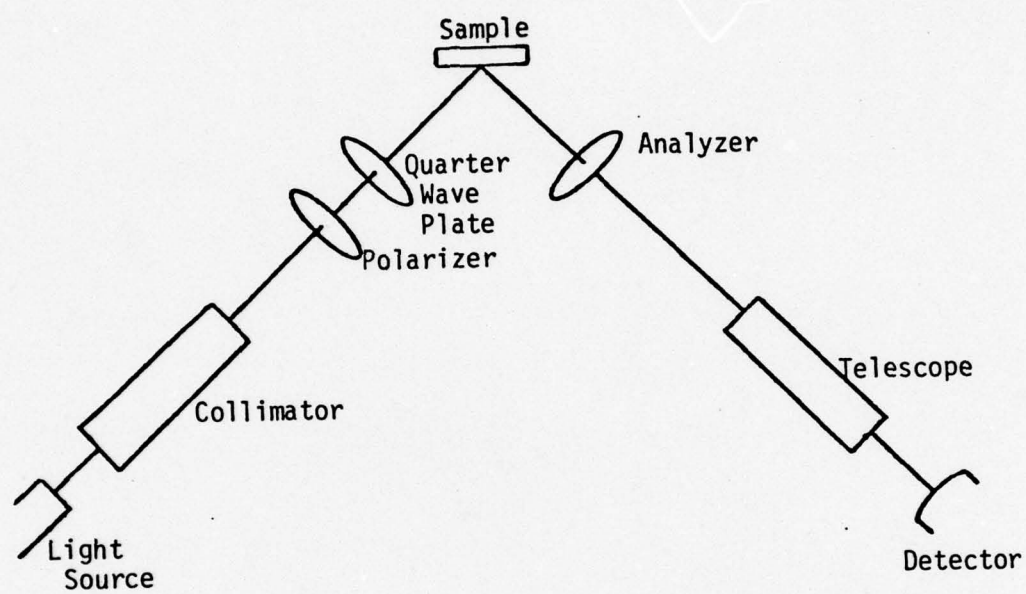 Sample
Analyzer
Quarter
Wave
Plate
Polarizer
Telescope
Collimator
Light
Source
Detector